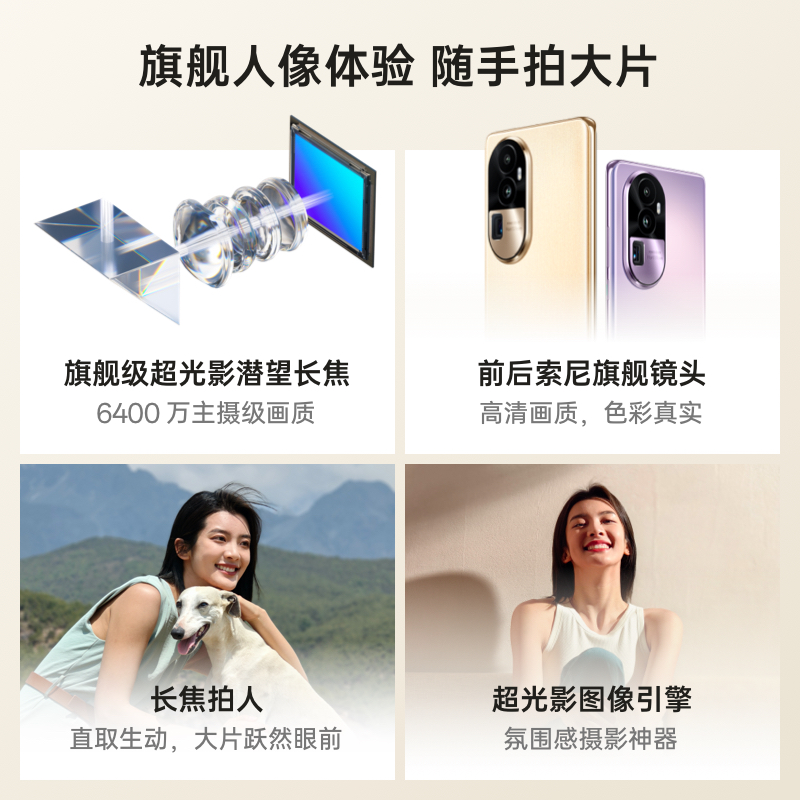 旗舰人像体验 随手拍大片
旗舰级超光影潜望长焦
6400 万主摄级画质
前后索尼旗舰镜头
高清画质，色彩真实
长焦拍人
直取生动，大片跃然眼前
超光影图像引擎
氛围感摄影神器